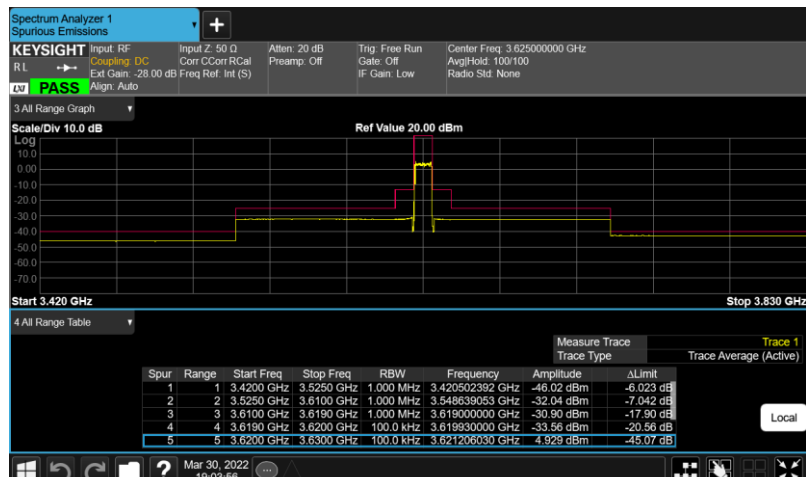 Spectrum Analyzer 1
Spurious Emissions
+
KEYSIGHT Input: RF Input Z: 50 Ω Atten: 20 dB Trig: Free Run Center Freq: 3.625000000 GHz
RL Coupling: DC Corr CCorr RCal Preamp: Off Gate: Off Avg|Hold: 100/100
Ext Gain: -28.00 dB Freq Ref: Int (S) IF Gain: Low Radio Std: None
LXI PASS Align: Auto
3 All Range Graph
Scale/Div 10.0 dB Ref Value 20.00 dBm
Log
10.0
0.00
-10.0
-20.0
-30.0
-40.0
-50.0
-60.0
-70.0
Start 3.420 GHz Stop 3.830 GHz
4 All Range Table
Measure Trace Trace 1
Trace Type Trace Average (Active)
Spur Range Start Freq Stop Freq RBW Frequency Amplitude ΔLimit
1 1 3.4200 GHz 3.5250 GHz 1.000 MHz 3.420502392 GHz -46.02 dBm -6.023 dB
2 2 3.5250 GHz 3.6100 GHz 1.000 MHz 3.548639053 GHz -32.04 dBm -7.042 dB
3 3 3.6100 GHz 3.6190 GHz 1.000 MHz 3.619000000 GHz -30.90 dBm -17.90 dB
4 4 3.6190 GHz 3.6200 GHz 100.0 kHz 3.619930000 GHz -33.56 dBm -20.56 dB
5 5 3.6200 GHz 3.6300 GHz 100.0 kHz 3.621206030 GHz 4.929 dBm -45.07 dB
Local
? Mar 30, 2022